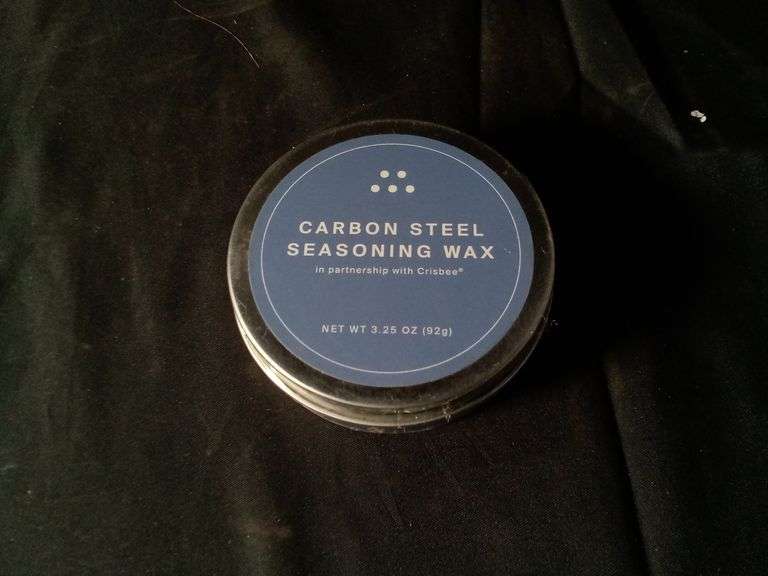 CARBON STEEL
SEASONING WAX
in partnership with Crisbee®
NET WT 3.25 OZ (92g)